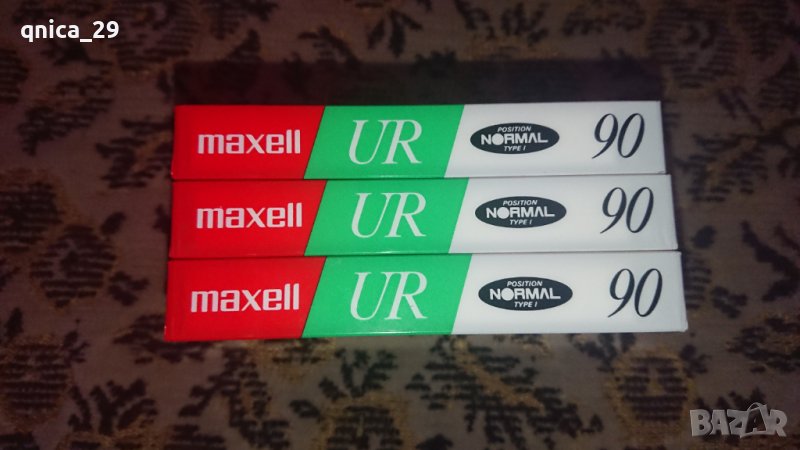 qnica_29
maxell UR POSITION NORMAL TYPE I 90
maxell UR POSITION NORMAL TYPE I 90
maxell UR POSITION NORMAL TYPE I 90
BAZAR